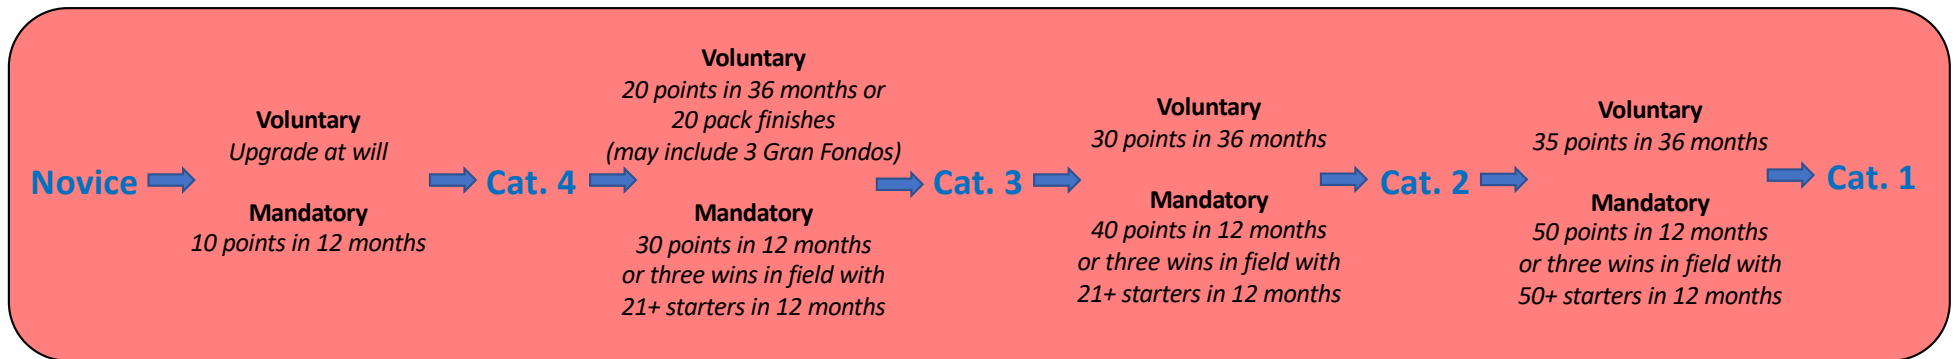 Novice
Voluntary
Upgrade at will
Mandatory
10 points in 12 months
Cat. 4
Voluntary
20 points in 36 months or
20 pack finishes
(may include 3 Gran Fondos)
Mandatory
30 points in 12 months
or three wins in field with
21+ starters in 12 months
Cat. 3
Voluntary
30 points in 36 months
Mandatory
40 points in 12 months
or three wins in field with
21+ starters in 12 months
Cat. 2
Voluntary
35 points in 36 months
Mandatory
50 points in 12 months
or three wins in field with
50+ starters in 12 months
Cat. 1